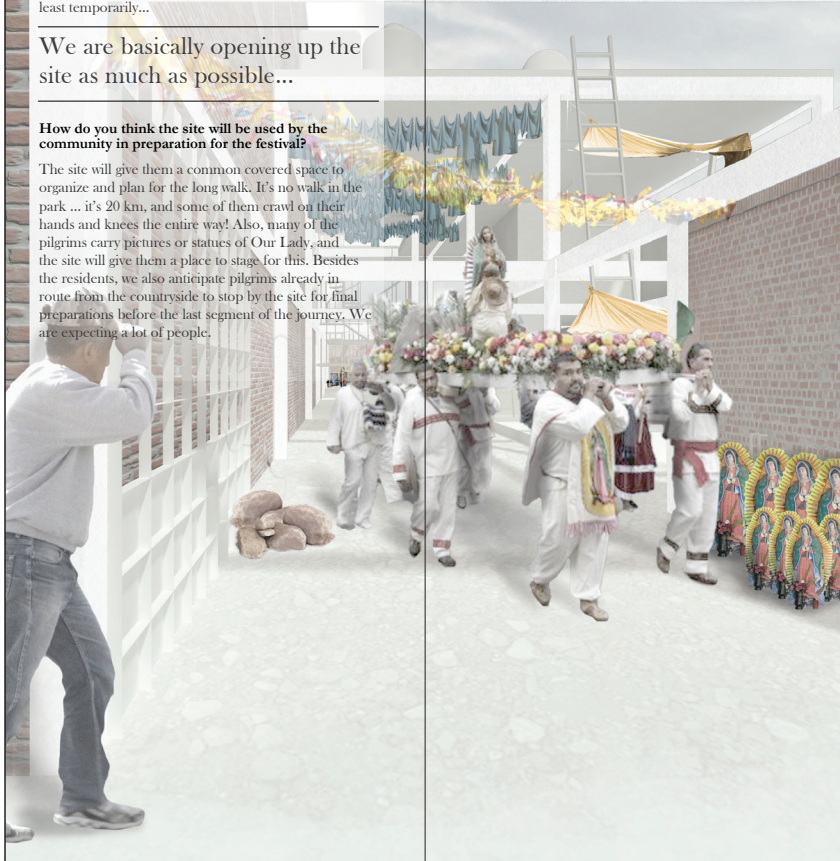 least temporarily...
We are basically opening up the
site as much as possible...
How do you think the site will be used by the
community in preparation for the festival?
The site will give them a common covered space to
organize and plan for the long walk. It's no walk in the
park ... it's 20 km, and some of them crawl on their
hands and knees the entire way! Also, many of the
pilgrims carry pictures or statues of Our Lady, and
the site will give them a place to stage for this. Besides
the residents, we also anticipate pilgrims already in
route from the countryside to stop by the site for final
preparations before the last segment of the journey. We
are expecting a lot of people.